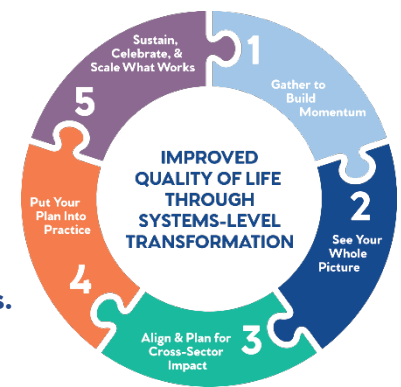 1
Gather to
Build
Momentum
2
See Your
Whole
Picture
3
Align & Plan for
Cross-Sector
Impact
4
Put Your
Plan Into
Practice
5
Sustain,
Celebrate, &
Scale What Works
IMPROVED
QUALITY OF LIFE
THROUGH
SYSTEMS-LEVEL
TRANSFORMATION
s.